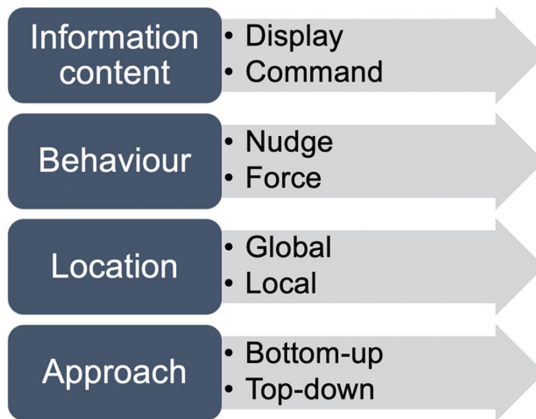 Information
content
• Display
• Command
Behaviour
• Nudge
• Force
Location
• Global
• Local
Approach
• Bottom-up
• Top-down